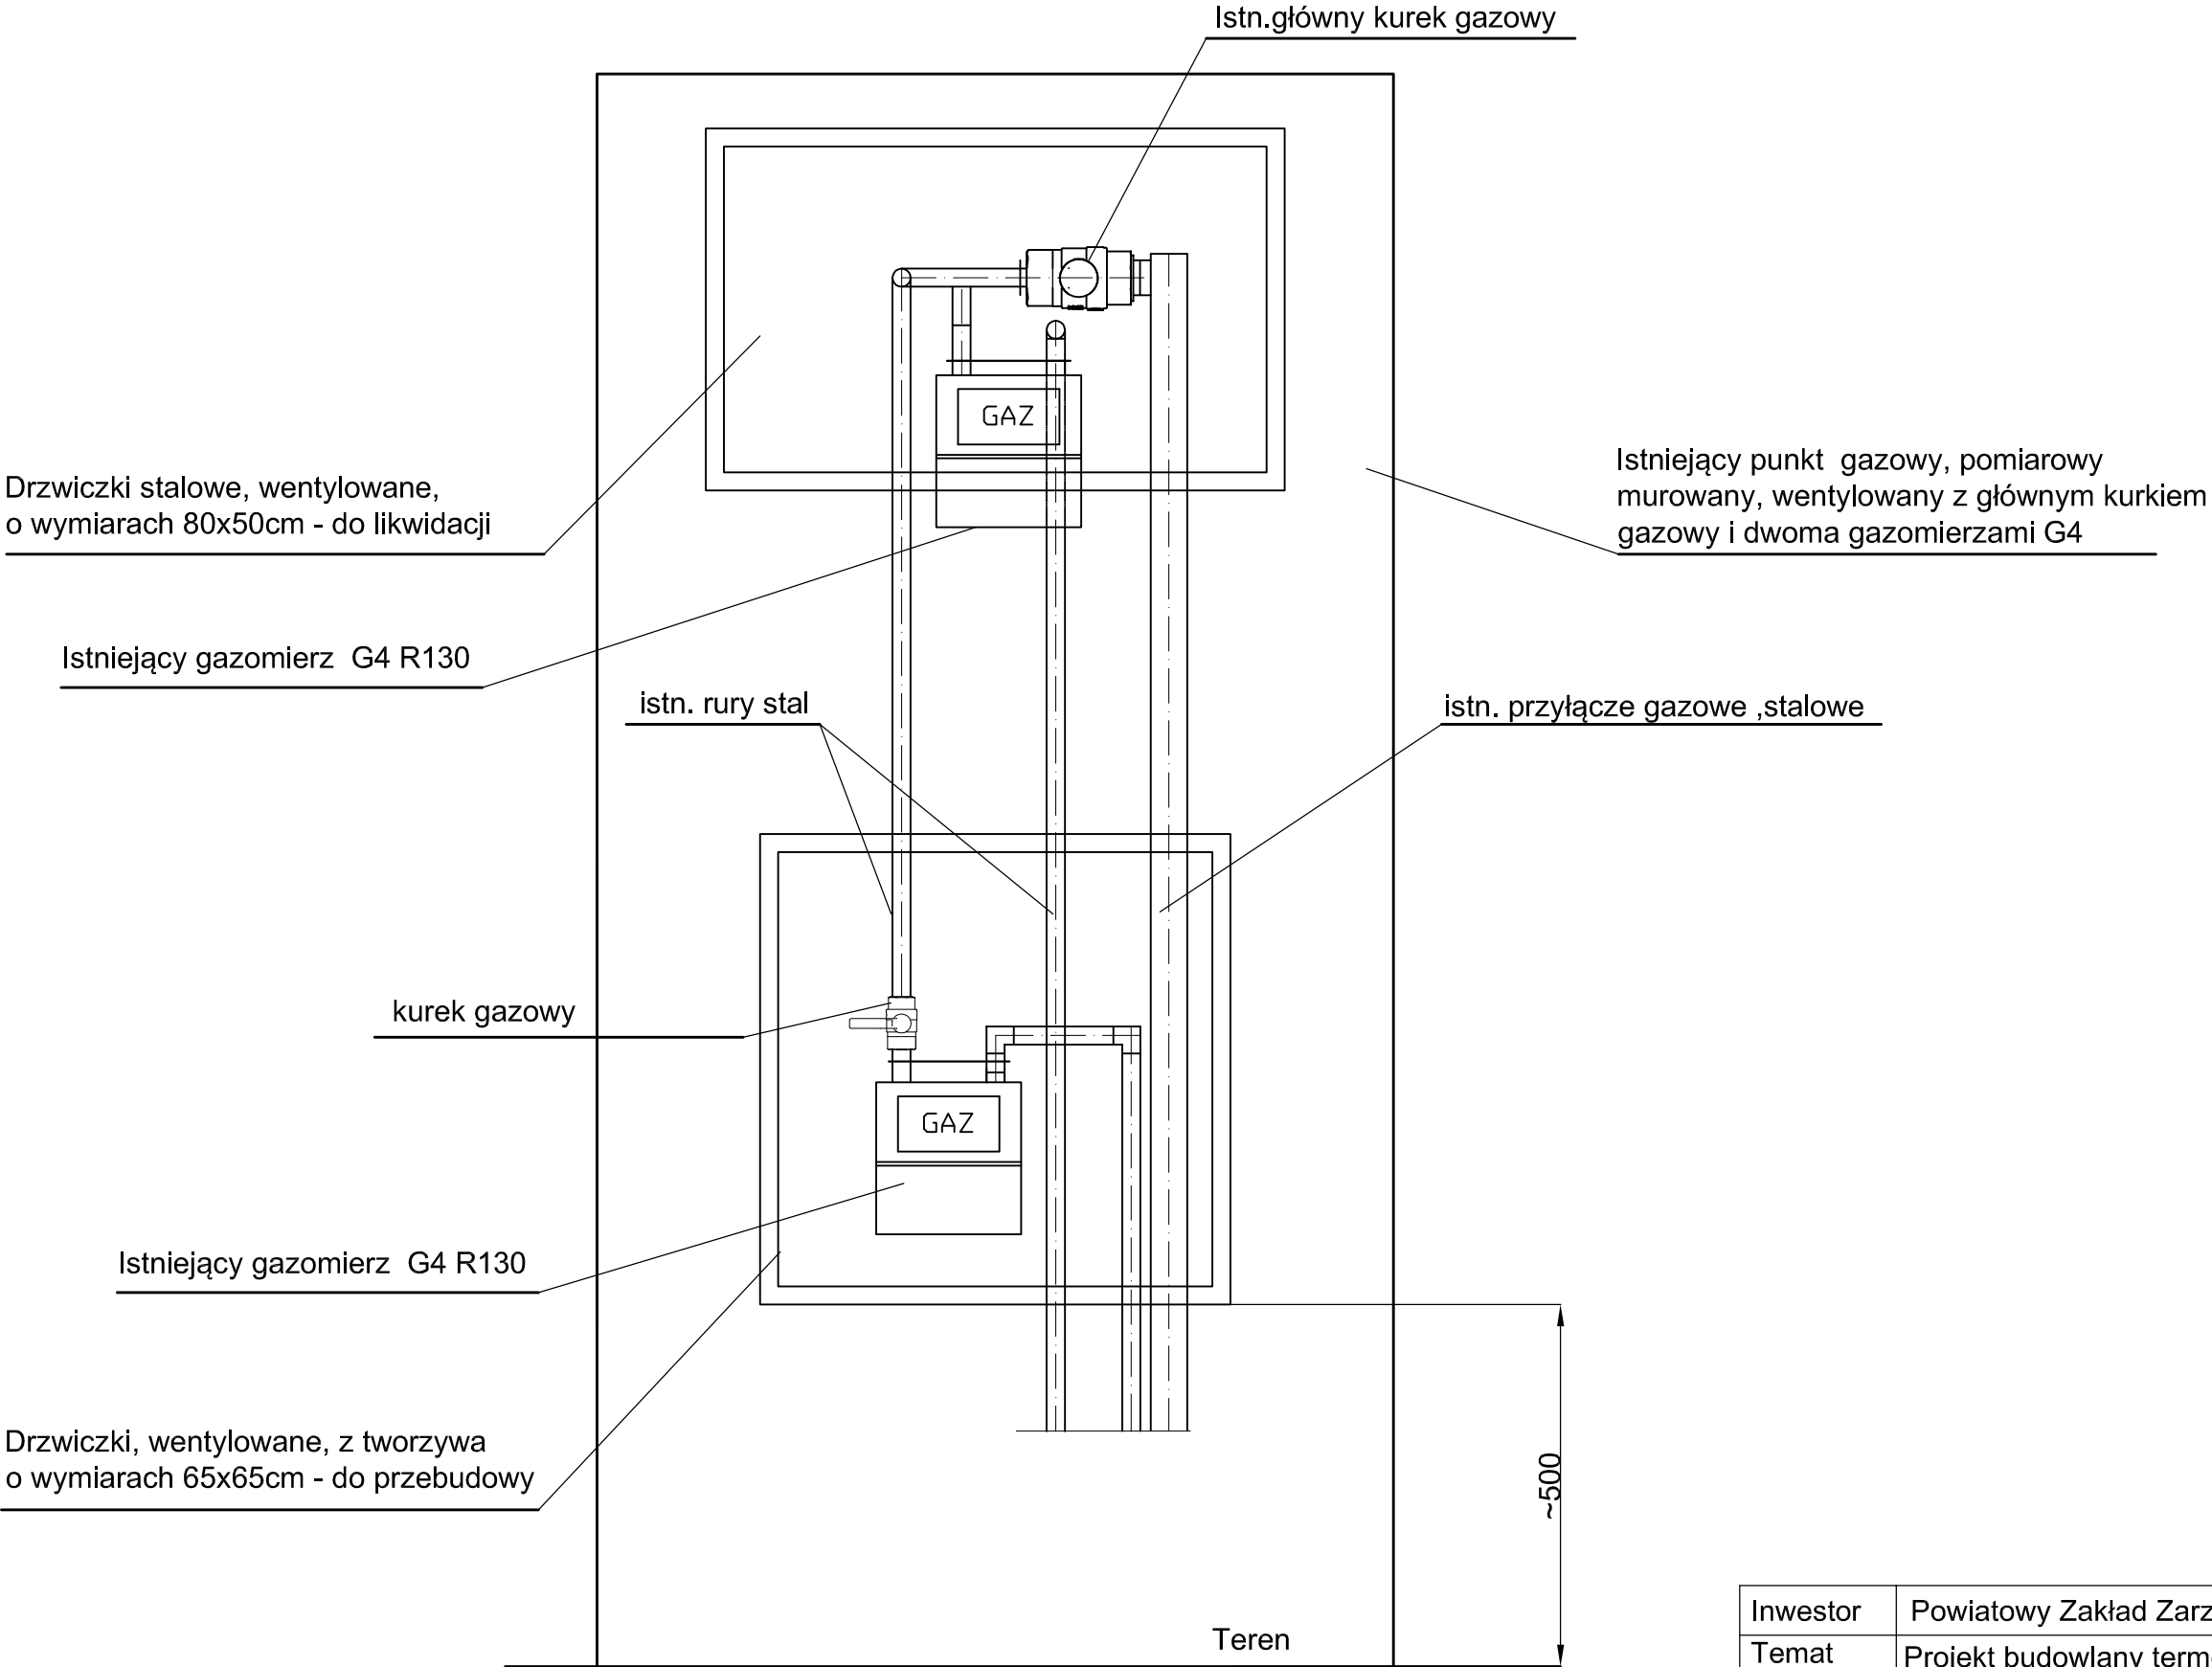 Istn.główny kurek gazowy
GAZ
Drzwiczki stalowe, wentylowane,
o wymiarach 80x50cm - do likwidacji
Istniejący punkt gazowy, pomiarowy
murowany, wentylowany z głównym kurkiem
gazowy i dwoma gazomierzami G4
Istniejący gazomierz G4 R130
istn. rury stal
istn. przyłącze gazowe ,stalowe
kurek gazowy
GAZ
Istniejący gazomierz G4 R130
Drzwiczki, wentylowane, z tworzywa
o wymiarach 65x65cm - do przebudowy
~500
Teren
Inwestor Powiatowy Zakład Zarz
Temat Projekt budowlany term